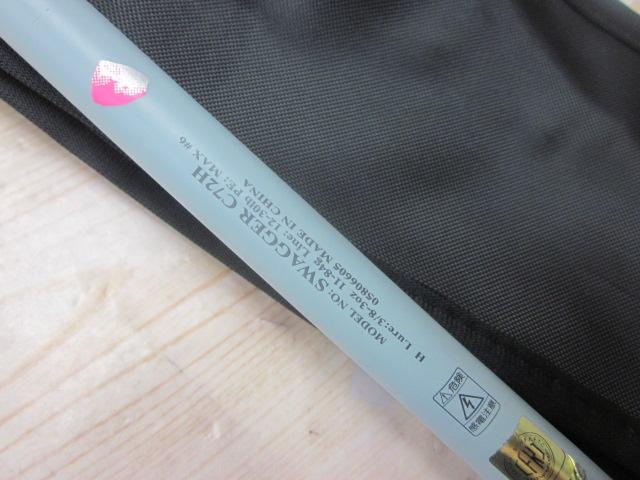 MODEL NO: SWAGGER C72H
H Lure:3/8-3oz 11-84g Line: 12-30lb PE: MAX #6
05806605 MADE IN CHINA
危険
感電注意